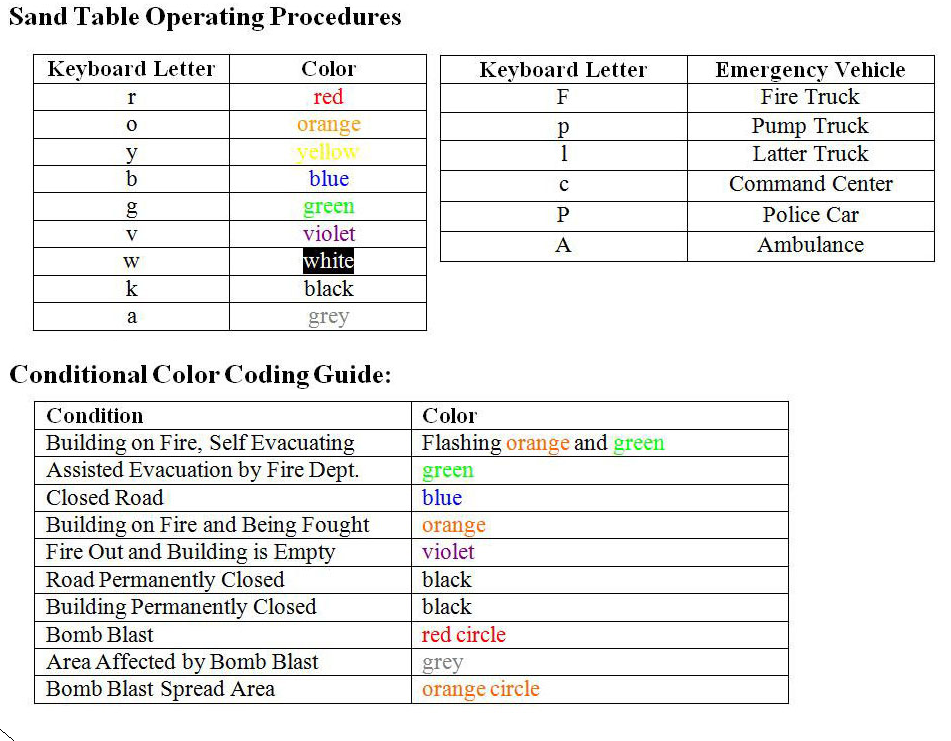 Sand Table Operating Procedures
Keyboard Letter Color
r red
o orange
y yellow
b blue
g green
v violet
w white
k black
a grey
Keyboard Letter Emergency Vehicle
F Fire Truck
p Pump Truck
l Latter Truck
c Command Center
P Police Car
A Ambulance
Conditional Color Coding Guide:
Condition Color
Building on Fire, Self Evacuating Flashing orange and green
Assisted Evacuation by Fire Dept. green
Closed Road blue
Building on Fire and Being Fought orange
Fire Out and Building is Empty violet
Road Permanently Closed black
Building Permanently Closed black
Bomb Blast red circle
Area Affected by Bomb Blast grey
Bomb Blast Spread Area orange circle